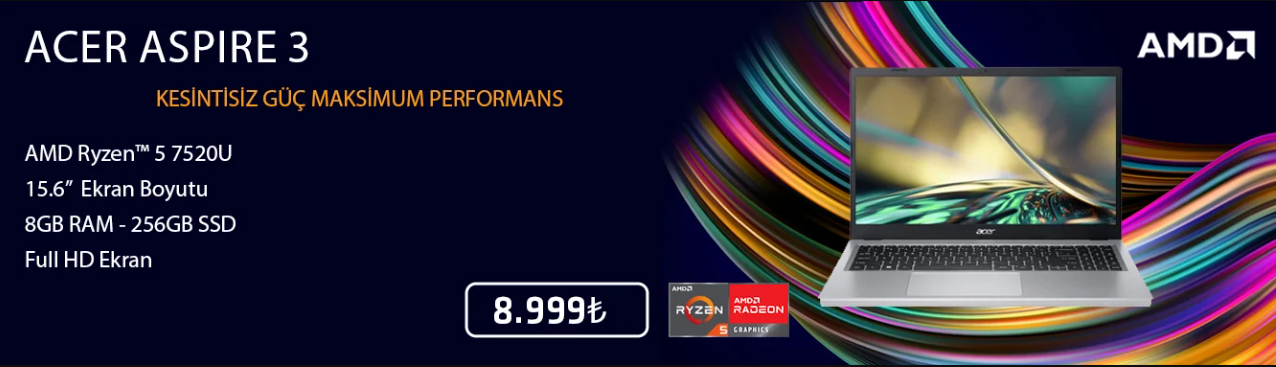 ACER ASPIRE 3
AMD
KESİNTİSİZ GÜÇ MAKSİMUM PERFORMANS
AMD Ryzen™ 5 7520U
15.6” Ekran Boyutu
8GB RAM - 256GB SSD
Full HD Ekran
acer
8.999₺
AMD
RYZEN
5
AMD
RADEON
GRAPHICS